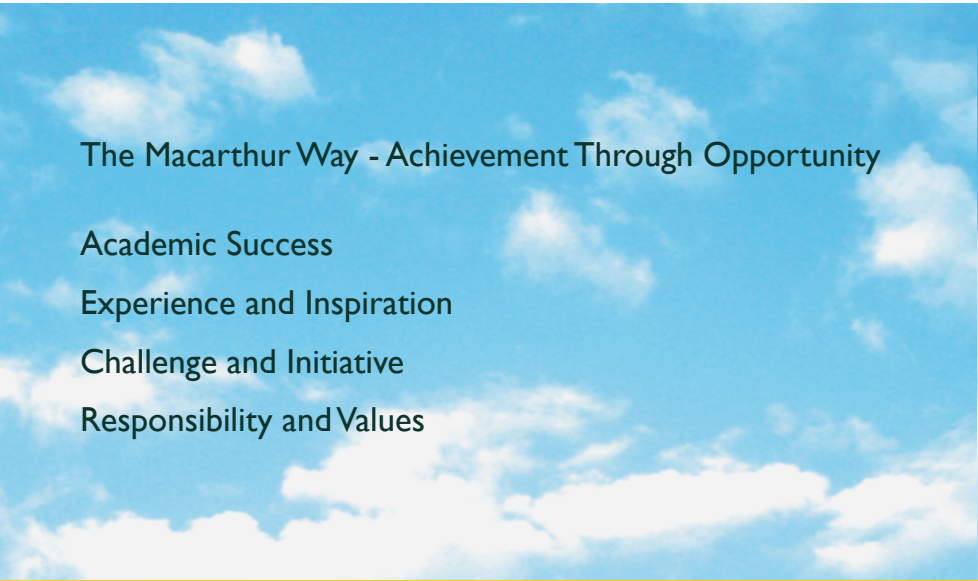 The Macarthur Way - Achievement Through Opportunity
Academic Success
Experience and Inspiration
Challenge and Initiative
Responsibility and Values